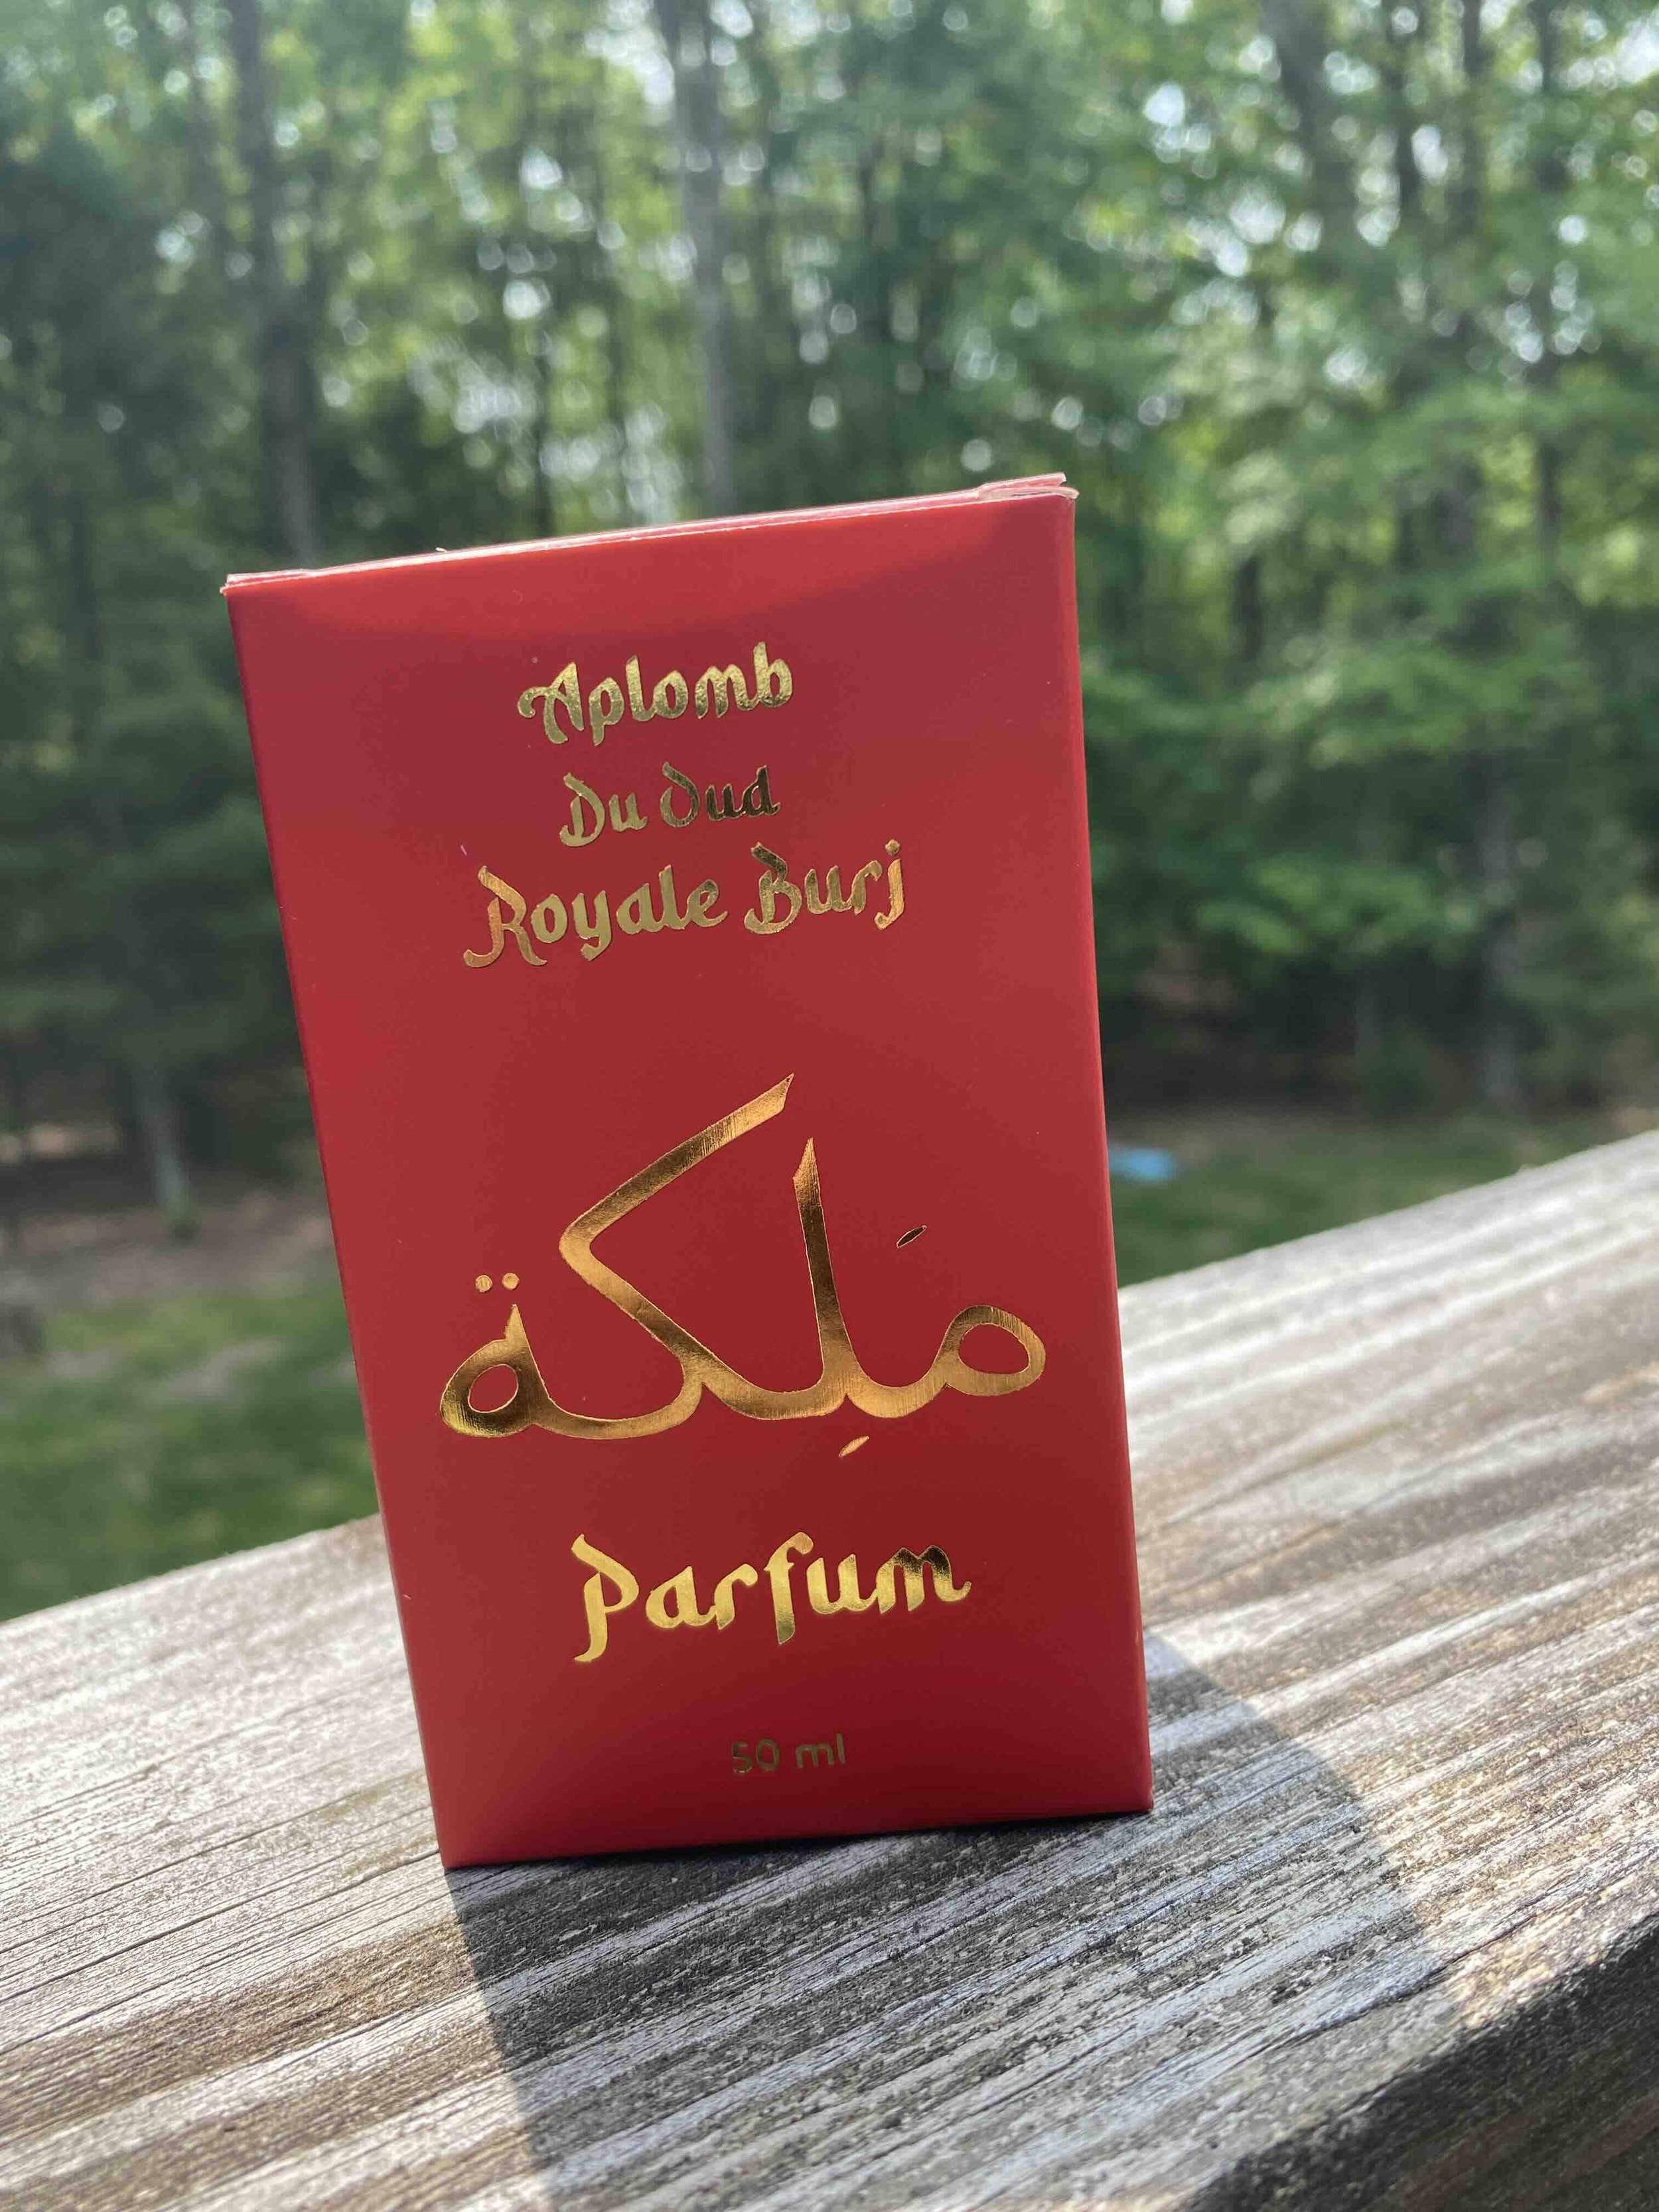 Aplomb
Du Oud
Royale Burj
مَلِكة
Parfum
50 ml